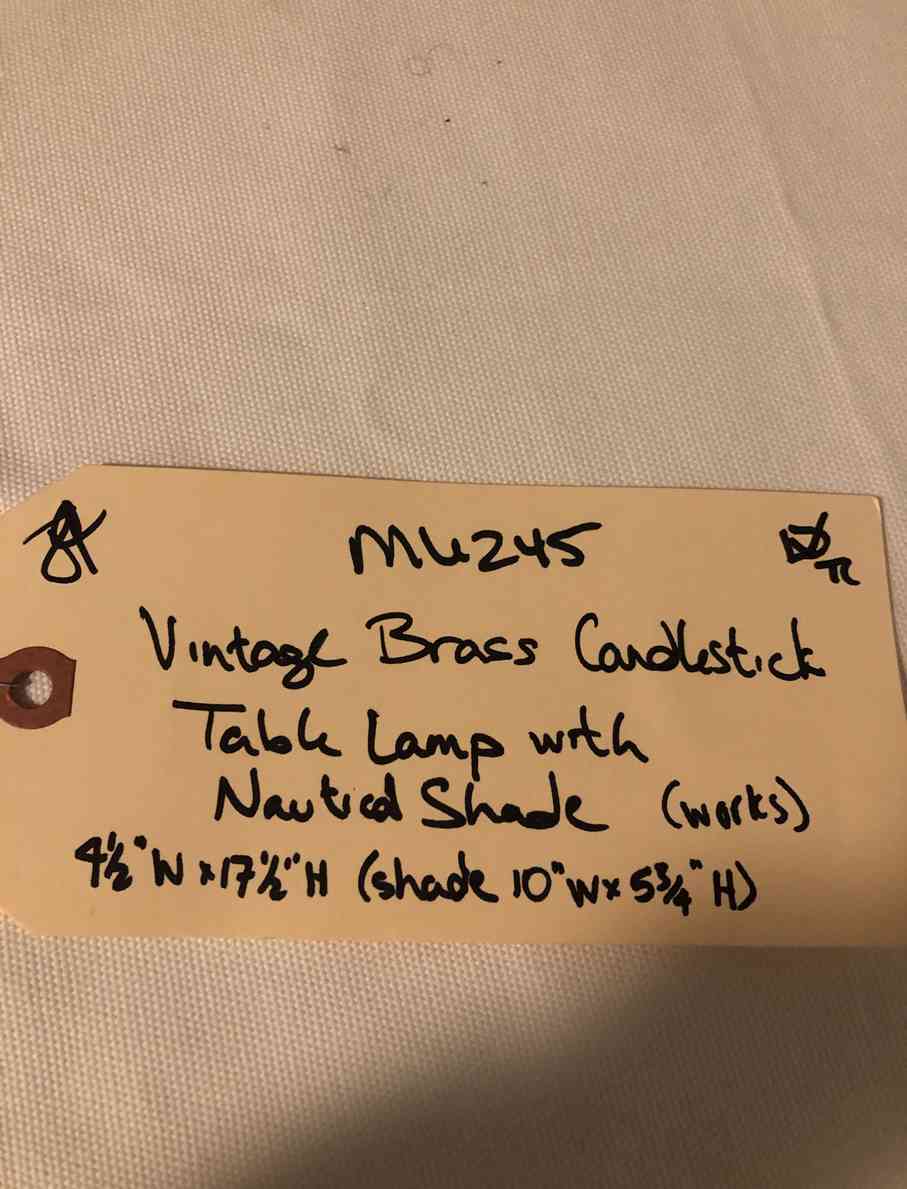 MU245
Vintage Brass Candlestick
Table Lamp with
Nautical Shade (works)
4½" W x 17½" H (shade 10" W x 5¾" H)